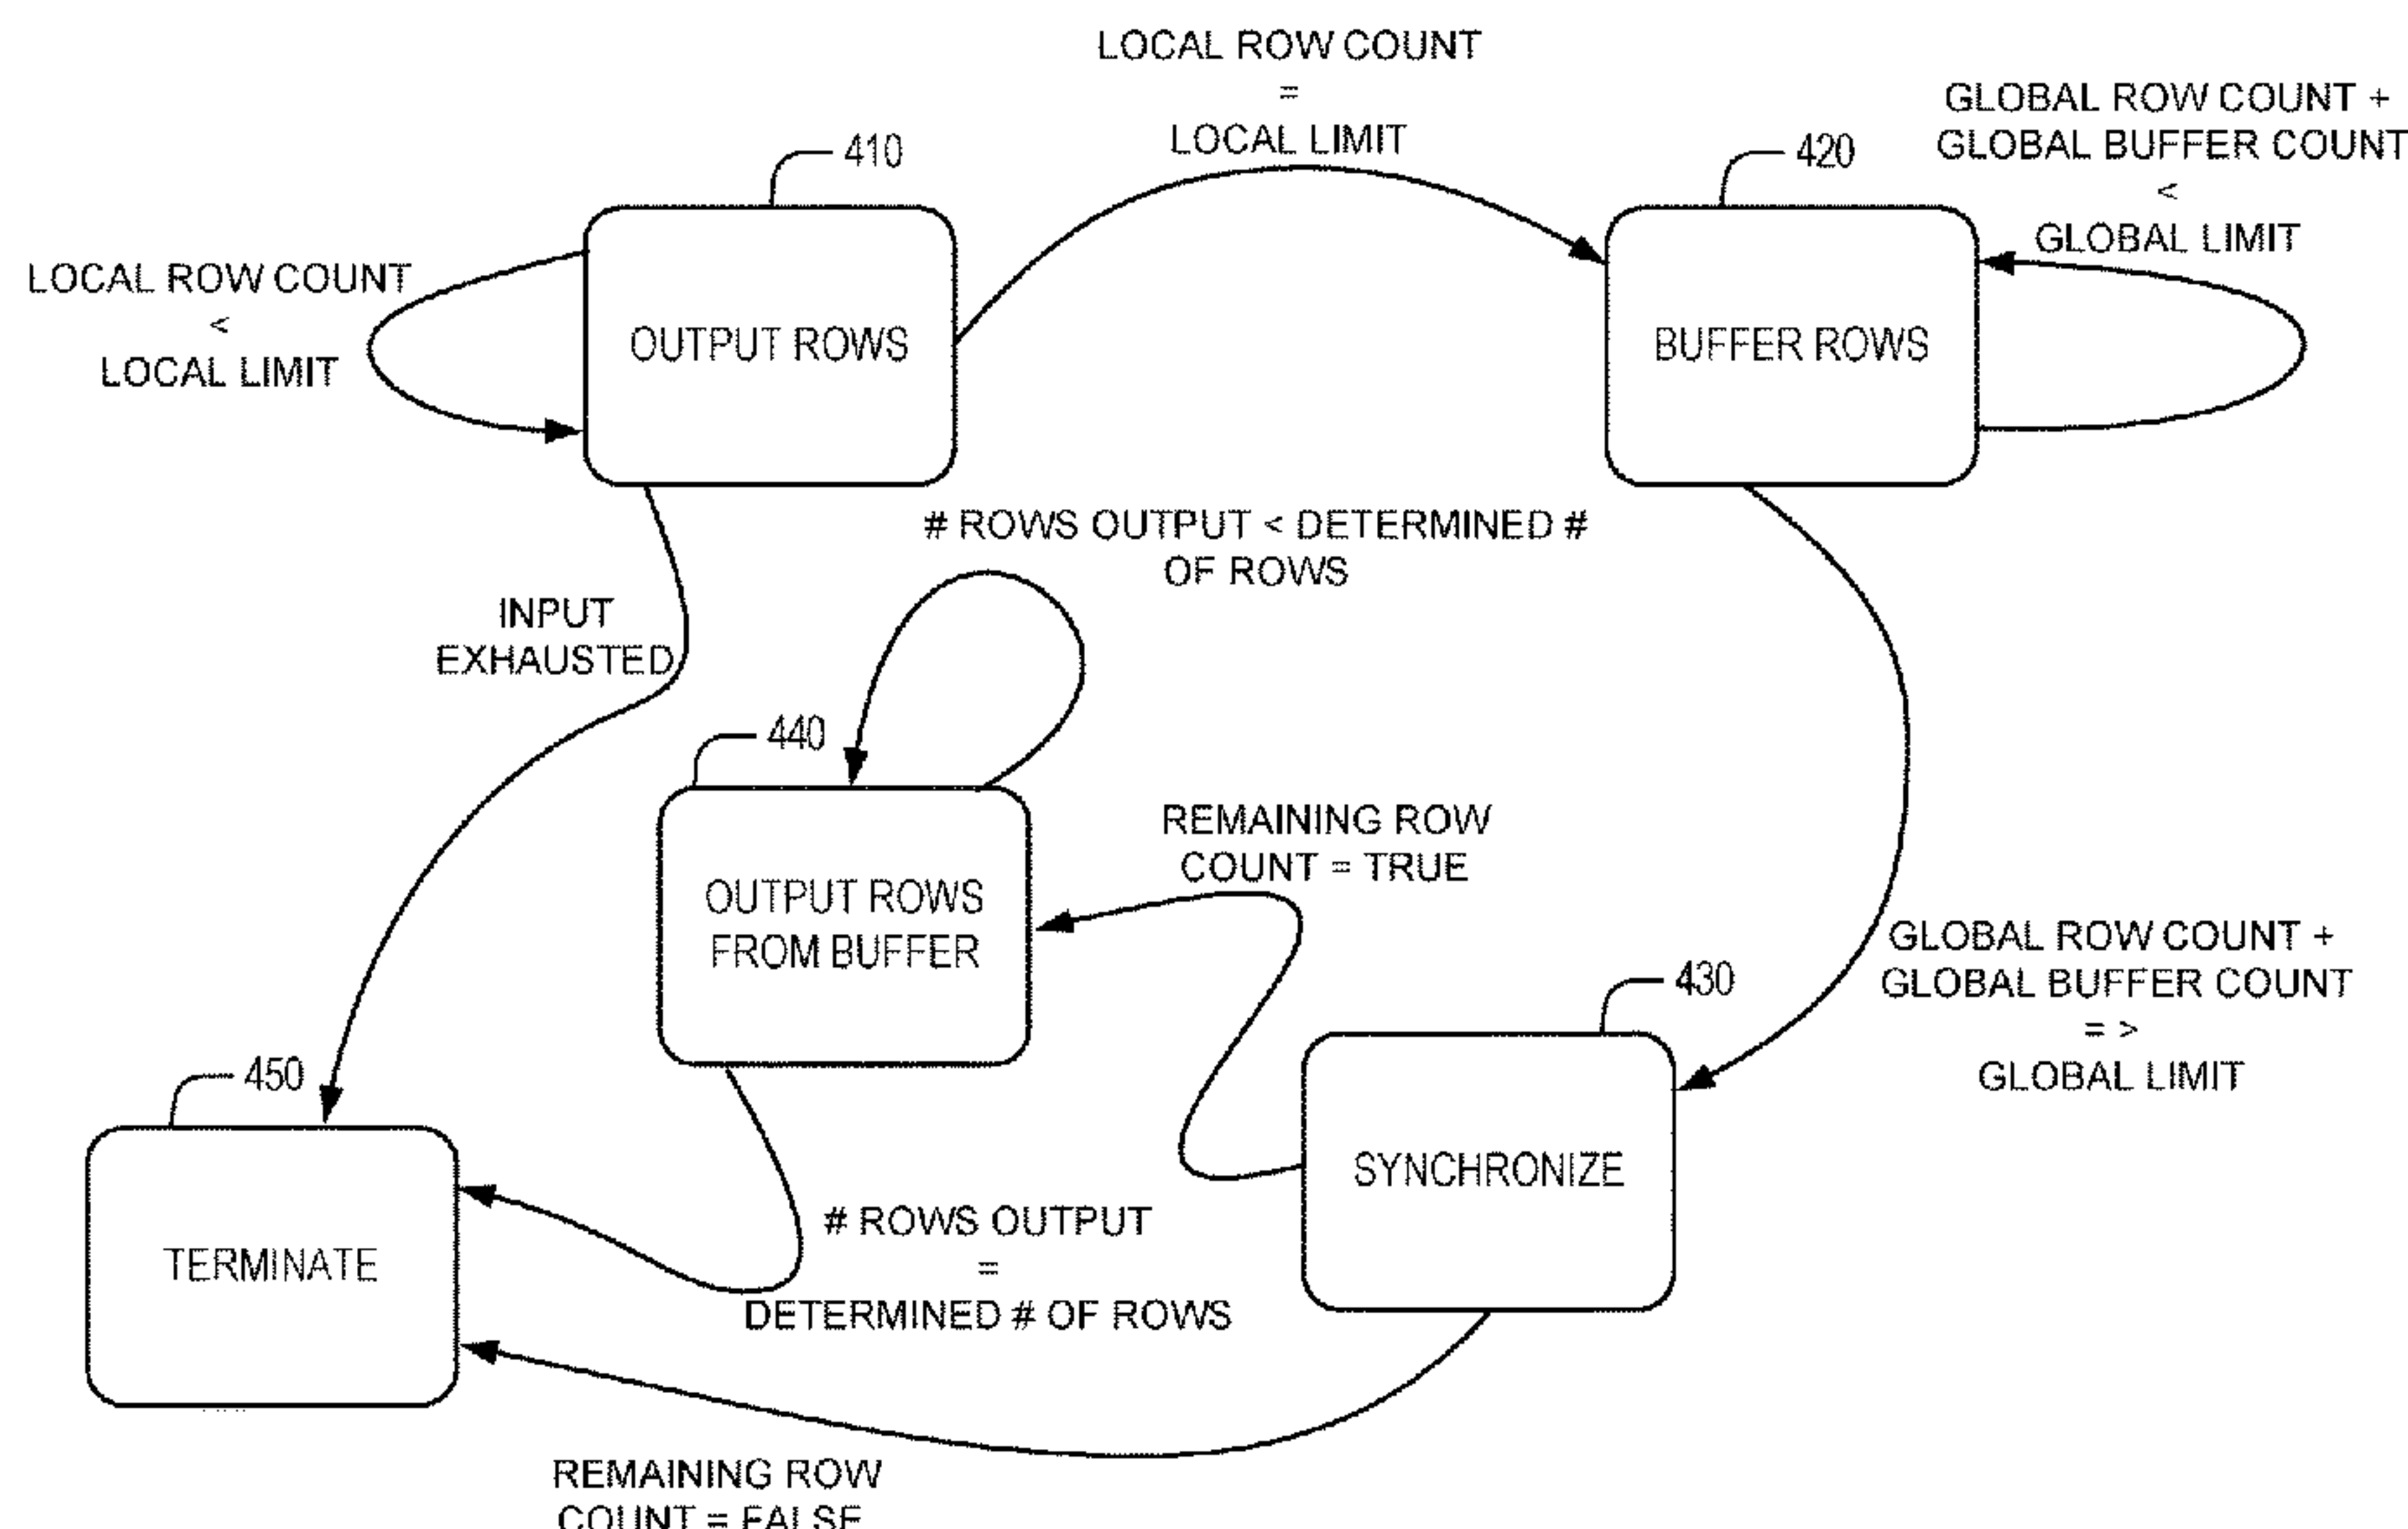 LOCAL ROW COUNT
=
LOCAL LIMIT
GLOBAL ROW COUNT +
GLOBAL BUFFER COUNT
<
GLOBAL LIMIT
410
420
LOCAL ROW COUNT
<
LOCAL LIMIT
OUTPUT ROWS
BUFFER ROWS
# ROWS OUTPUT < DETERMINED #
OF ROWS
INPUT
EXHAUSTED
440
REMAINING ROW
COUNT = TRUE
OUTPUT ROWS
FROM BUFFER
GLOBAL ROW COUNT +
GLOBAL BUFFER COUNT
= >
GLOBAL LIMIT
430
450
SYNCHRONIZE
# ROWS OUTPUT
=
DETERMINED # OF ROWS
TERMINATE
REMAINING ROW
COUNT = FALSE